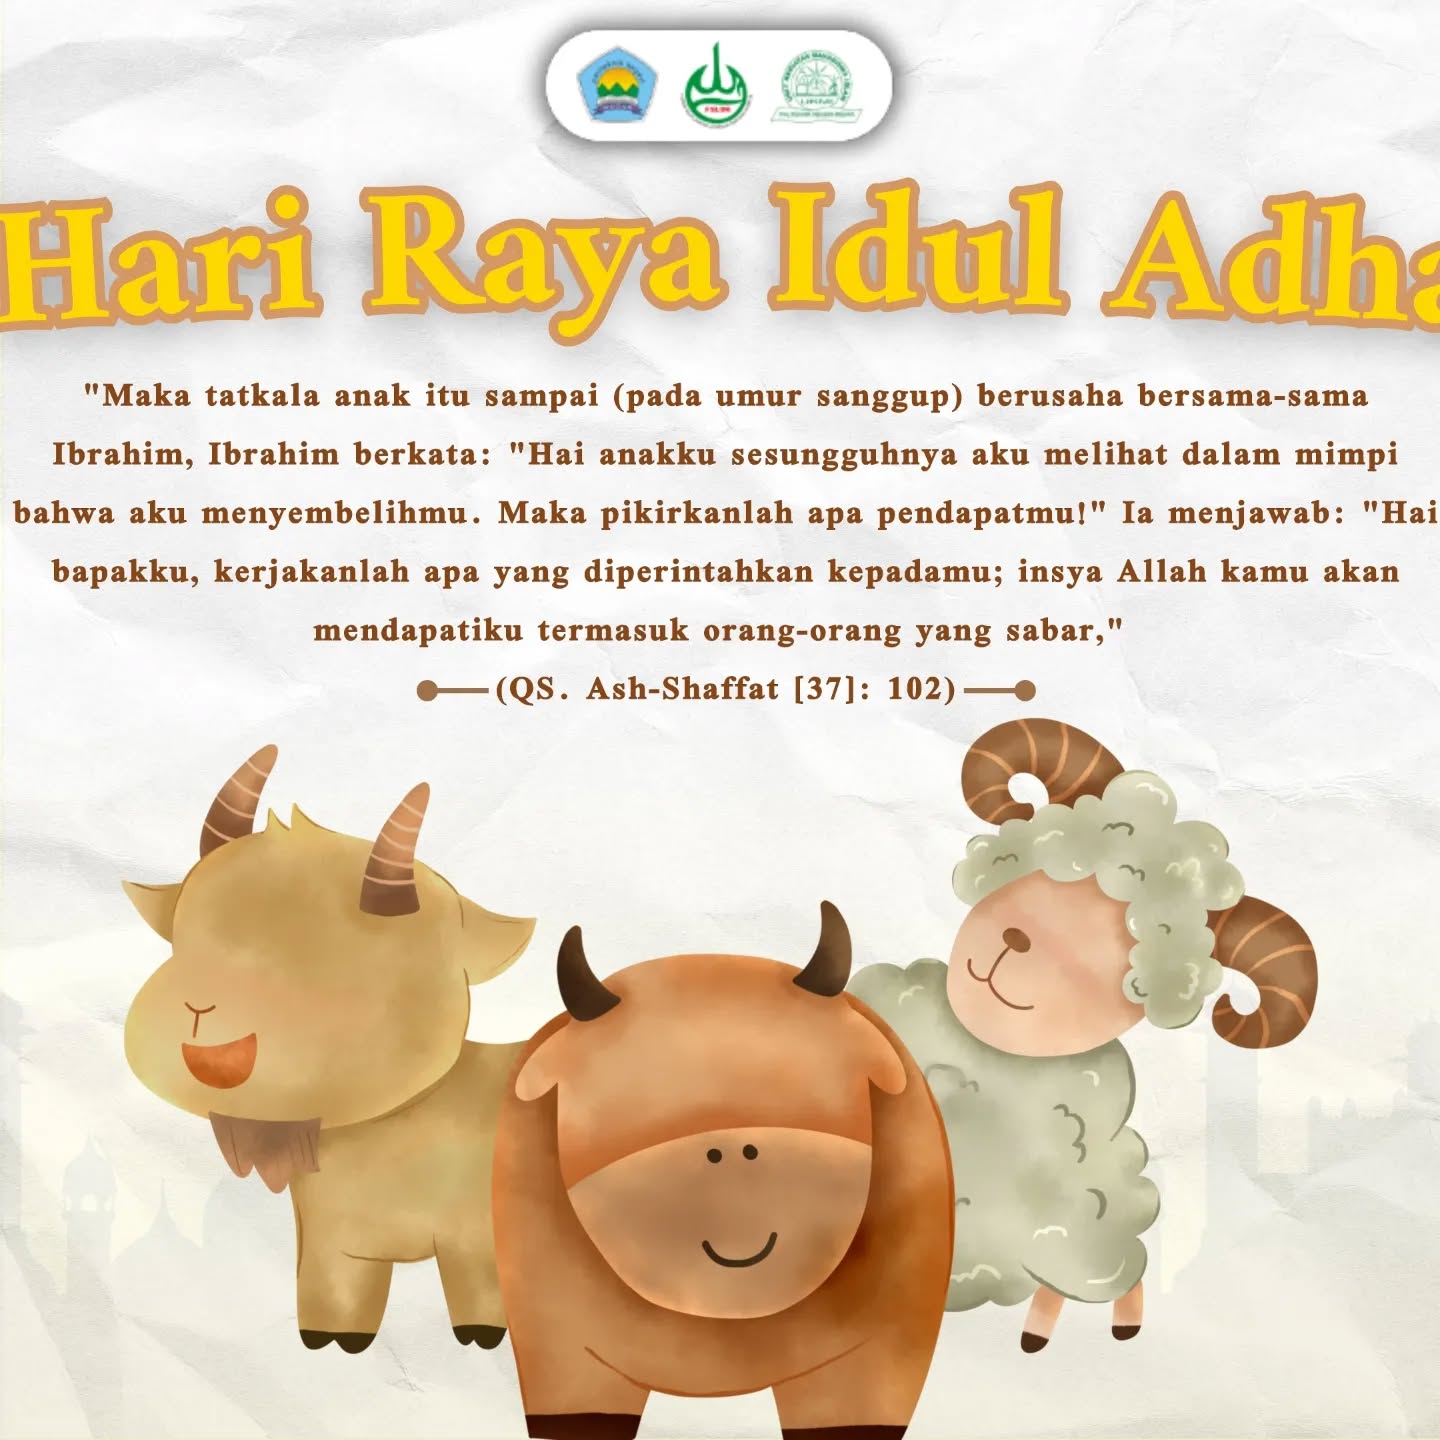 Hari Raya Idul Adha
"Maka tatkala anak itu sampai (pada umur sanggup) berusaha bersama-sama
Ibrahim, Ibrahim berkata: "Hai anakku sesungguhnya aku melihat dalam mimpi
bahwa aku menyembelihmu. Maka pikirkanlah apa pendapatmu!" Ia menjawab: "Hai
bapakku, kerjakanlah apa yang diperintahkan kepadamu; insya Allah kamu akan
mendapatiku termasuk orang-orang yang sabar,"
(QS. Ash-Shaffat [37]: 102)